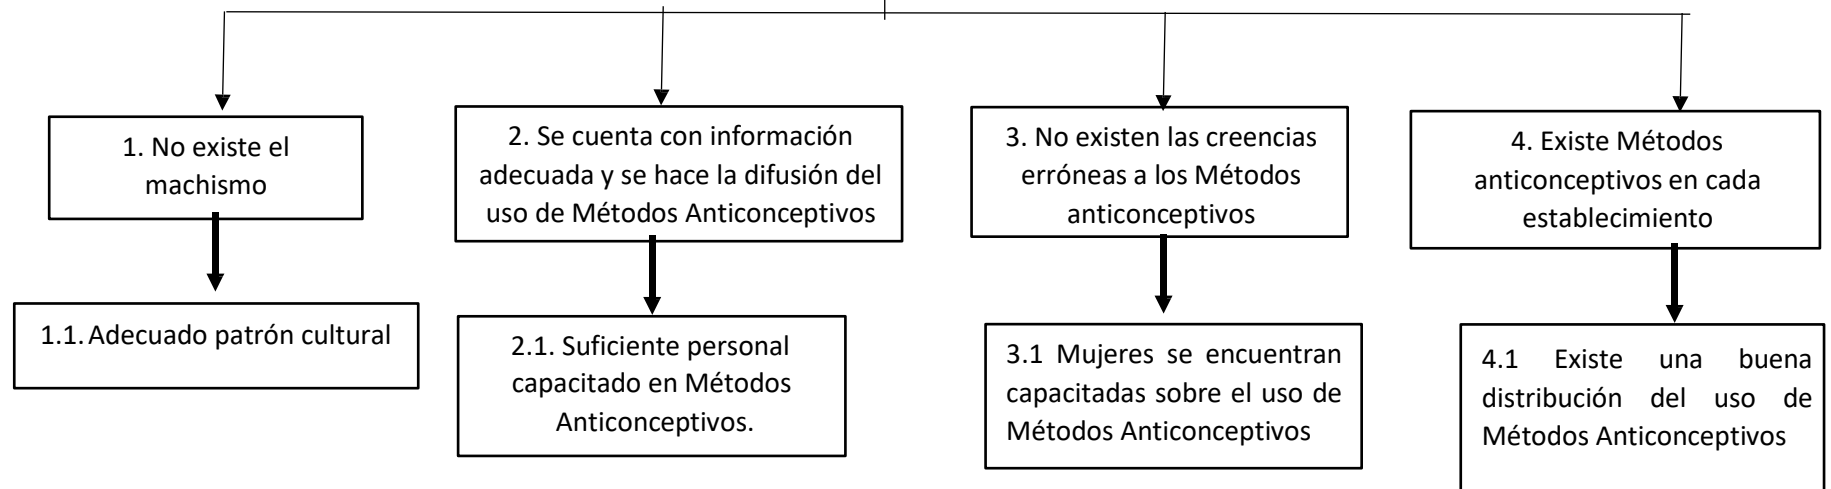 1. No existe el
machismo
2. Se cuenta con información
adecuada y se hace la difusión del
uso de Métodos Anticonceptivos
3. No existen las creencias
erróneas a los Métodos
anticonceptivos
4. Existe Métodos
anticonceptivos en cada
establecimiento
1.1. Adecuado patrón cultural
2.1. Suficiente personal
capacitado en Métodos
Anticonceptivos.
3.1 Mujeres se encuentran
capacitadas sobre el uso de
Métodos Anticonceptivos
4.1 Existe una buena
distribución del uso de
Métodos Anticonceptivos